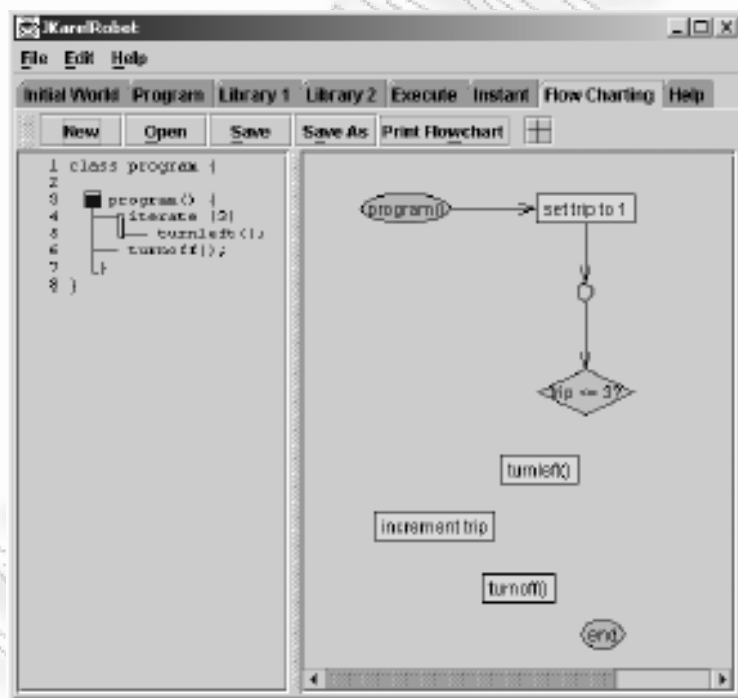 JKarelRobot
File Edit Help
Initial World Program Library 1 Library 2 Execute Instant Flow Charting Help
New Open Save Save As Print Flowchart
1 class program {
2
3 program() {
4 iterate (3)
5 turnleft();
6 turnoff();
7 }
8 }
program()
set trip to 1
trip <= 3?
turnleft()
increment trip
turnoff()
end